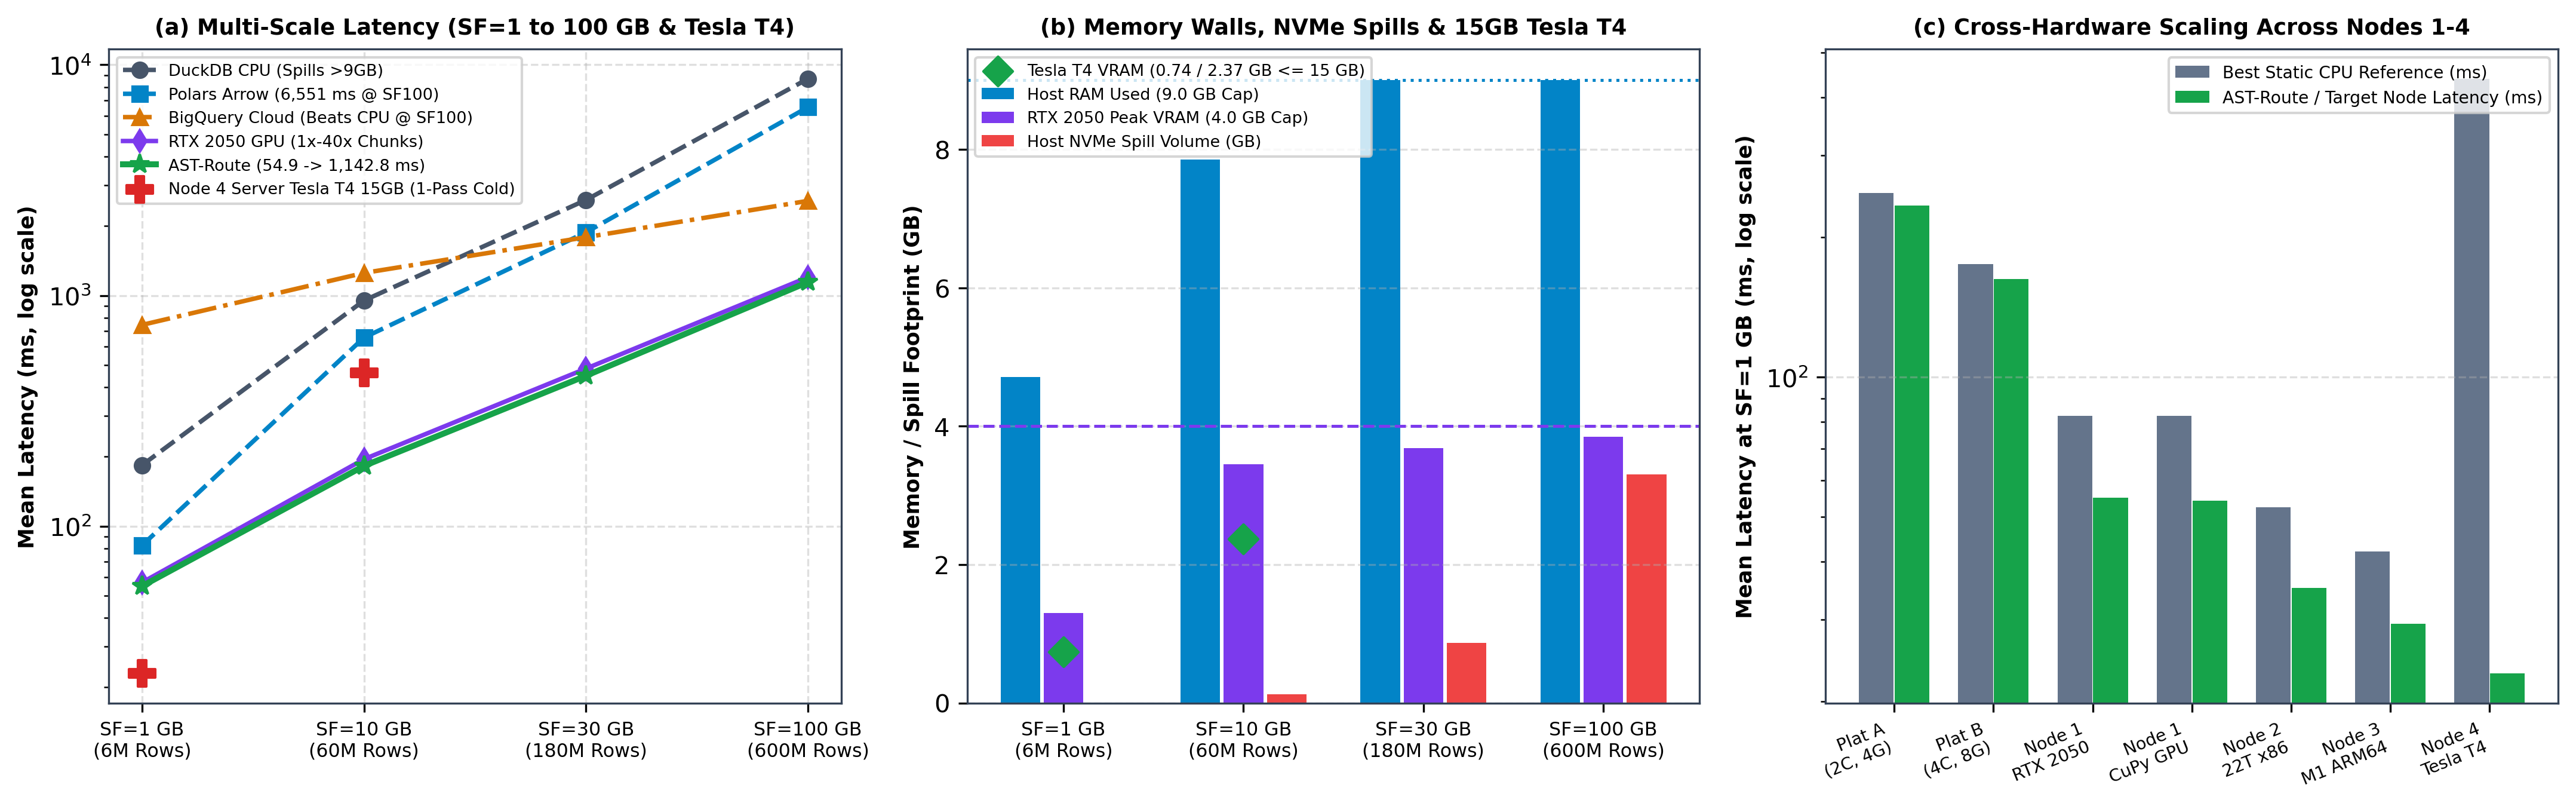 (a) Multi-Scale Latency (SF=1 to 100 GB & Tesla T4)
Mean Latency (ms, log scale)
10⁴
10³
10²
DuckDB CPU (Spills >9GB)
Polars Arrow (6,551 ms @ SF100)
BigQuery Cloud (Beats CPU @ SF100)
RTX 2050 GPU (1x-40x Chunks)
AST-Route (54.9 -> 1,142.8 ms)
Node 4 Server Tesla T4 15GB (1-Pass Cold)
SF=1 GB
(6M Rows)
SF=10 GB
(60M Rows)
SF=30 GB
(180M Rows)
SF=100 GB
(600M Rows)
(b) Memory Walls, NVMe Spills & 15GB Tesla T4
Memory / Spill Footprint (GB)
8
6
4
2
0
Tesla T4 VRAM (0.74 / 2.37 GB <= 15 GB)
Host RAM Used (9.0 GB Cap)
RTX 2050 Peak VRAM (4.0 GB Cap)
Host NVMe Spill Volume (GB)
SF=1 GB
(6M Rows)
SF=10 GB
(60M Rows)
SF=30 GB
(180M Rows)
SF=100 GB
(600M Rows)
(c) Cross-Hardware Scaling Across Nodes 1-4
Mean Latency at SF=1 GB (ms, log scale)
10²
Best Static CPU Reference (ms)
AST-Route / Target Node Latency (ms)
Plat A
(2C, 4G)
Plat B
(4C, 8G)
Node 1
RTX 2050
Node 1
CuPy GPU
Node 2
22T x86
Node 3
M1 ARM64
Node 4
Tesla T4